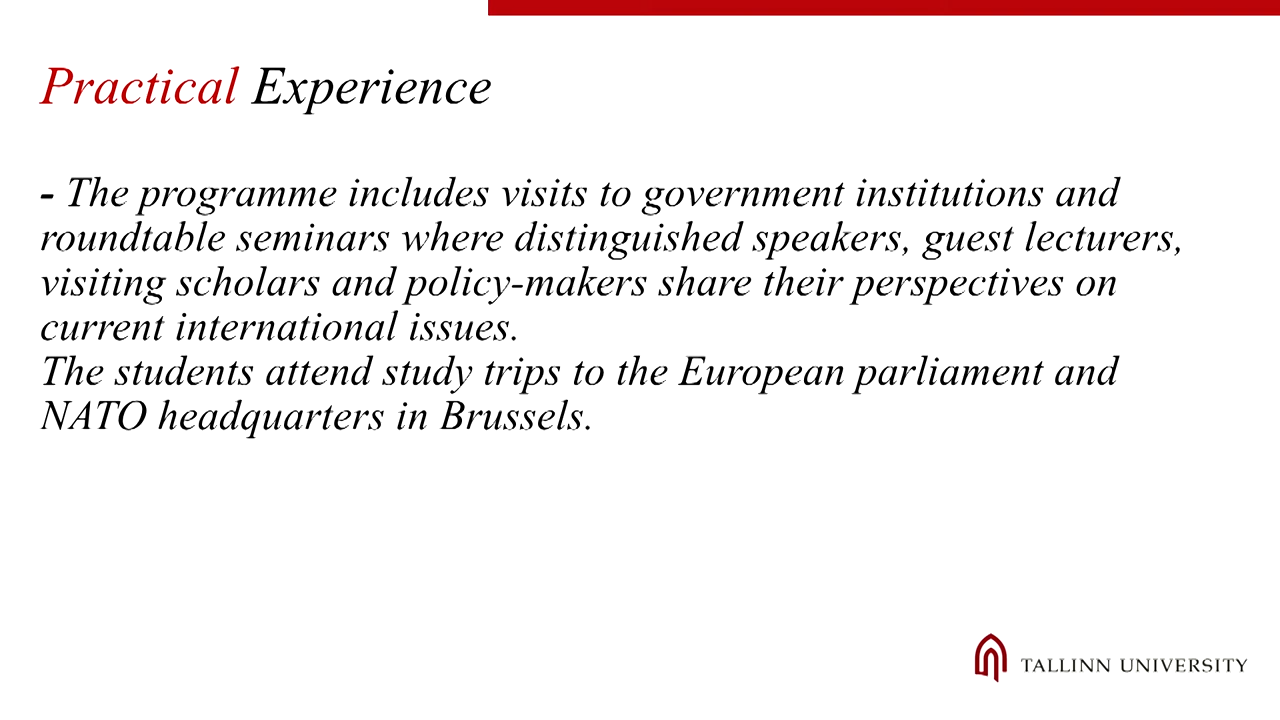 Practical Experience
- The programme includes visits to government institutions and
roundtable seminars where distinguished speakers, guest lecturers,
visiting scholars and policy-makers share their perspectives on
current international issues.
The students attend study trips to the European parliament and
NATO headquarters in Brussels.
TALLINN UNIVERSITY